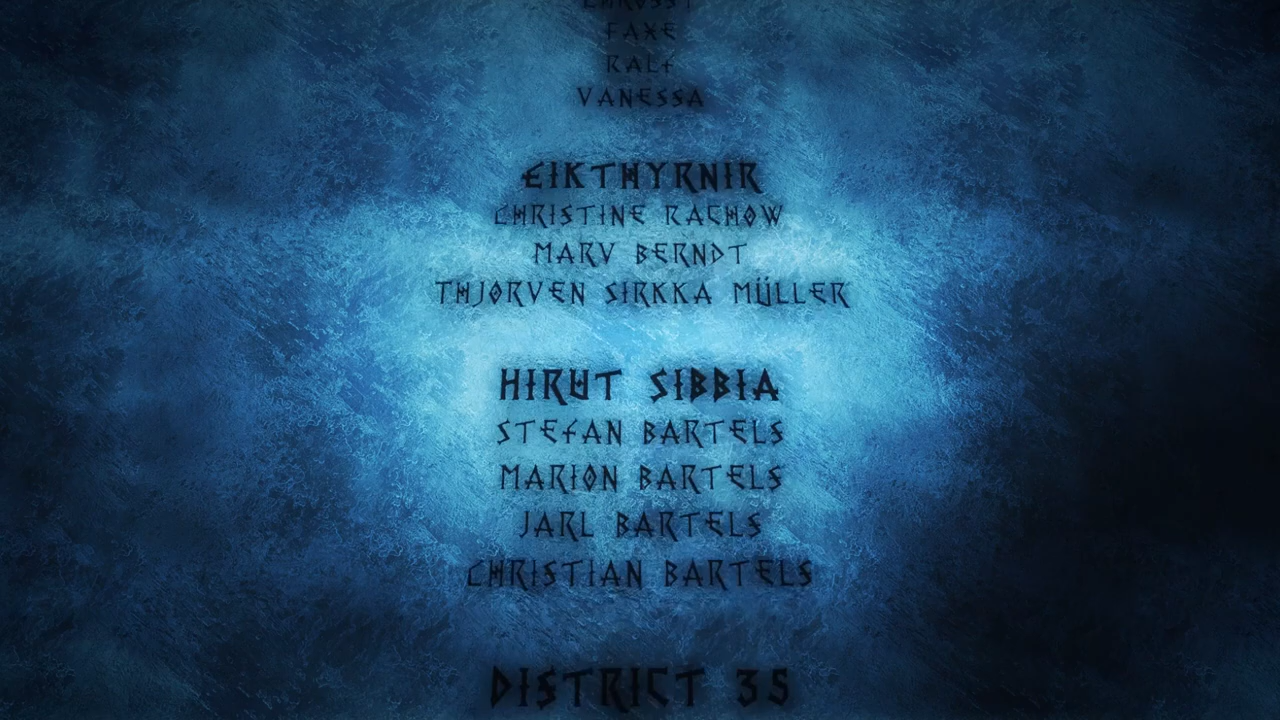 FAXE
RALF
VANESSA
EIKTHYRNIR
CHRISTINE RACHOW
MARV BERNDT
THJORVEN SIRKKA MÜLLER
HIRUT SIBBIA
STEFAN BARTELS
MARION BARTELS
JARL BARTELS
CHRISTIAN BARTELS
DISTRICT 35